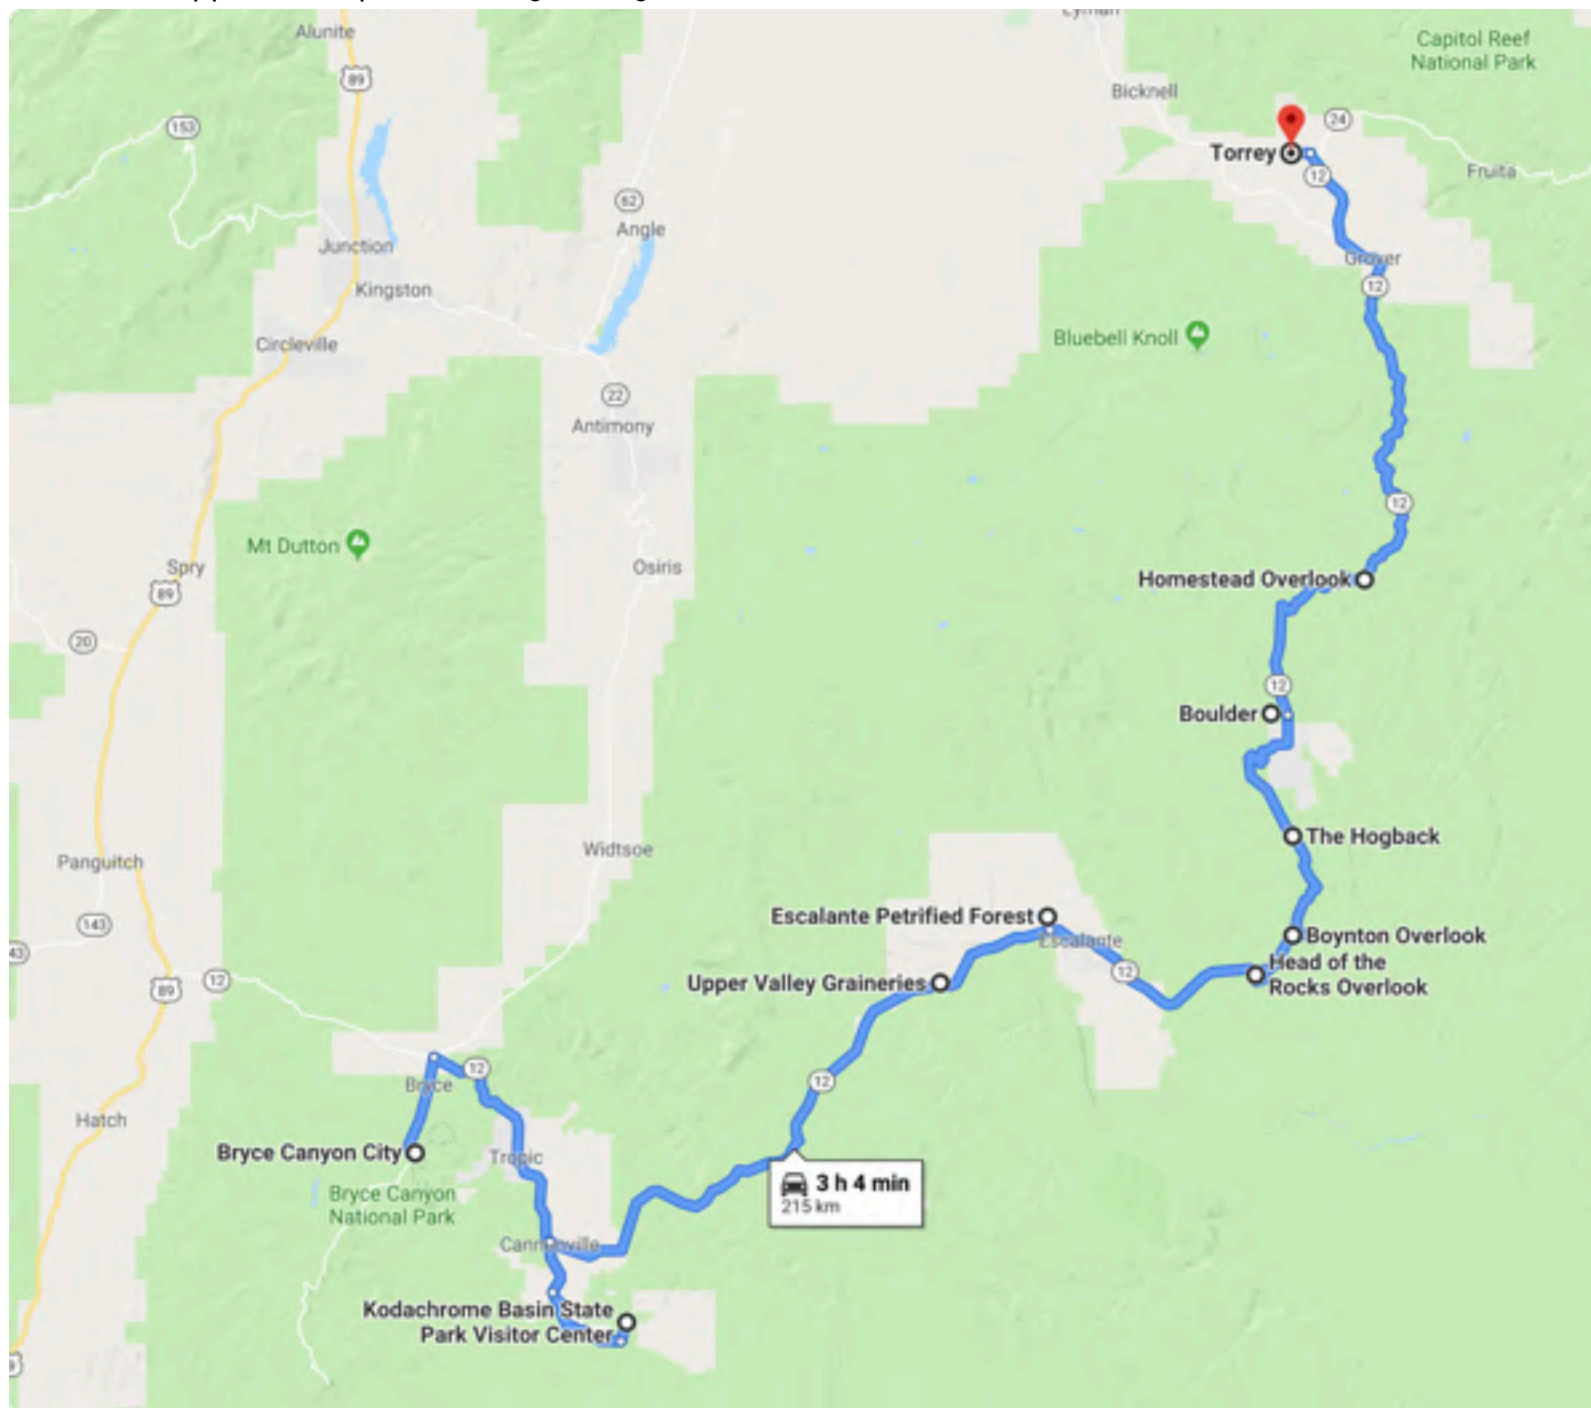 Alunite
Capitol Reef
National Park
89
Bicknell
153
24
Torrey
Fruita
12
62
Angle
Junction
Grover
Kingston
12
Bluebell Knoll
Circleville
22
Antimony
12
Mt Dutton
Osiris
Spry
Homestead Overlook
89
20
12
Boulder
The Hogback
Widtsoe
Panguitch
Escalante Petrified Forest
143
Boynton Overlook
Escalante
43
Head of the
Rocks Overlook
12
Upper Valley Graineries
12
89
12
12
Bryce
Hatch
Bryce Canyon City
Tropic
3 h 4 min
215 km
Bryce Canyon
National Park
Cannonville
Kodachrome Basin State
Park Visitor Center